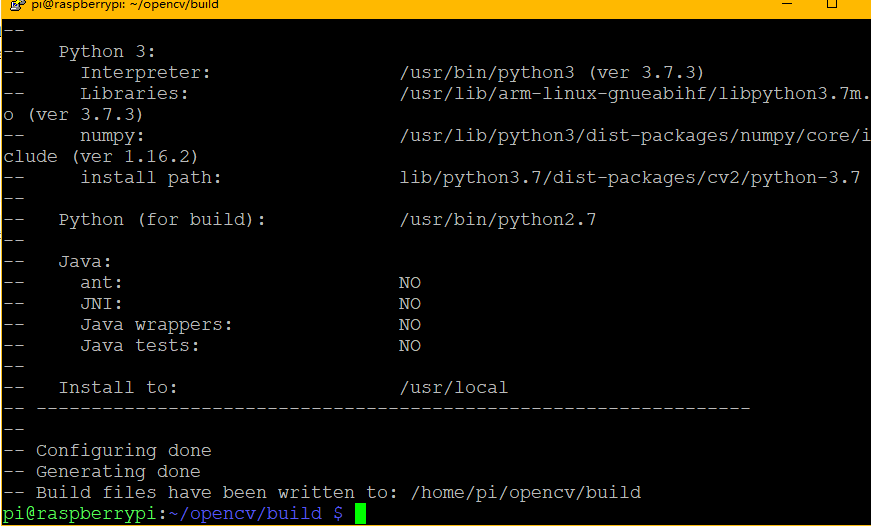 pi@raspberrypi: ~/opencv/build
--
--   Python 3:
--     Interpreter:                 /usr/bin/python3 (ver 3.7.3)
--     Libraries:                   /usr/lib/arm-linux-gnueabihf/libpython3.7m.
o (ver 3.7.3)
--     numpy:                       /usr/lib/python3/dist-packages/numpy/core/i
clude (ver 1.16.2)
--     install path:                lib/python3.7/dist-packages/cv2/python-3.7
--
--   Python (for build):            /usr/bin/python2.7
--
--   Java:
--     ant:                         NO
--     JNI:                         NO
--     Java wrappers:               NO
--     Java tests:                  NO
--
--   Install to:                    /usr/local
-- -----------------------------------------------------------------
--
-- Configuring done
-- Generating done
-- Build files have been written to: /home/pi/opencv/build
pi@raspberrypi:~/opencv/build $